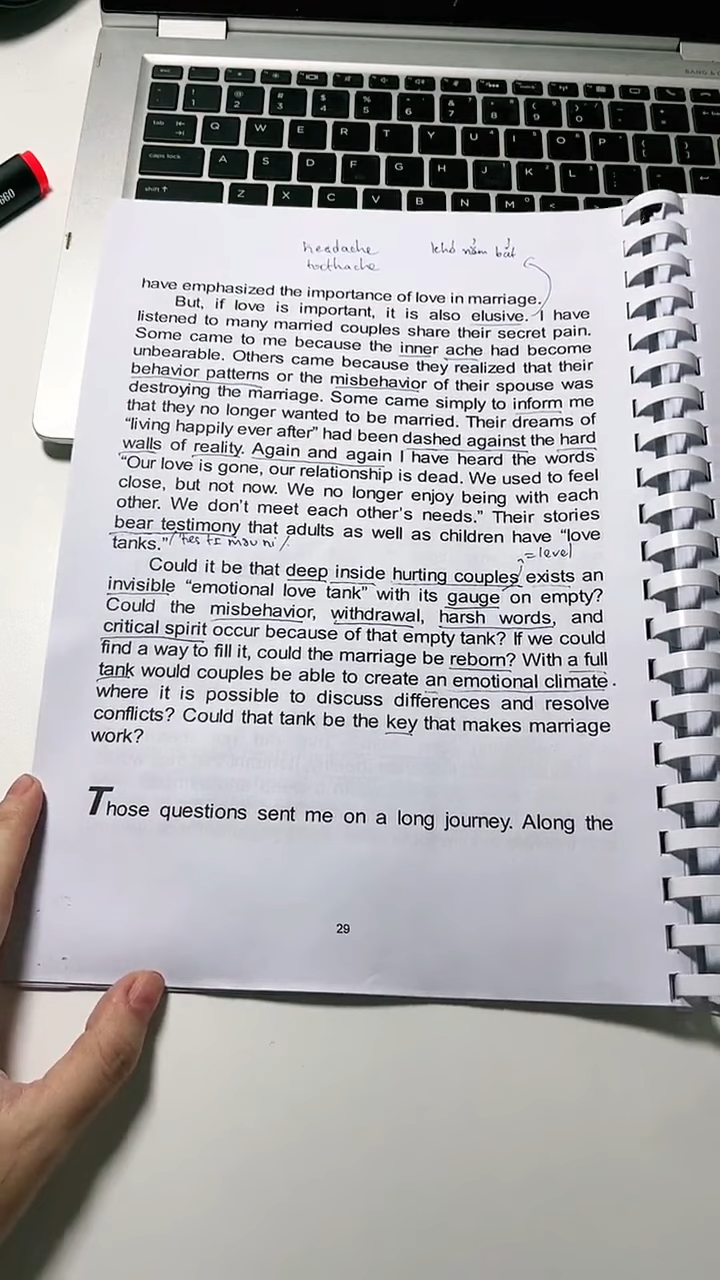 660
SHIFT ↑
caps lock
tab
Q W E R T Y U I O P
A S D F G H J K L
Z X C V B N M
headache
toothache
khó nắm bắt
have emphasized the importance of love in marriage.
But, if love is important, it is also elusive. I have
listened to many married couples share their secret pain.
Some came to me because the inner ache had become
unbearable. Others came because they realized that their
behavior patterns or the misbehavior of their spouse was
destroying the marriage. Some came simply to inform me
that they no longer wanted to be married. Their dreams of
“living happily ever after” had been dashed against the hard
walls of reality. Again and again I have heard the words
“Our love is gone, our relationship is dead. We used to feel
close, but not now. We no longer enjoy being with each
other. We don’t meet each other’s needs.” Their stories
bear testimony that adults as well as children have “love
tanks.”
= level
Could it be that deep inside hurting couples exists an
invisible “emotional love tank” with its gauge on empty?
Could the misbehavior, withdrawal, harsh words, and
critical spirit occur because of that empty tank? If we could
find a way to fill it, could the marriage be reborn? With a full
tank would couples be able to create an emotional climate
where it is possible to discuss differences and resolve
conflicts? Could that tank be the key that makes marriage
work?
Those questions sent me on a long journey. Along the
29